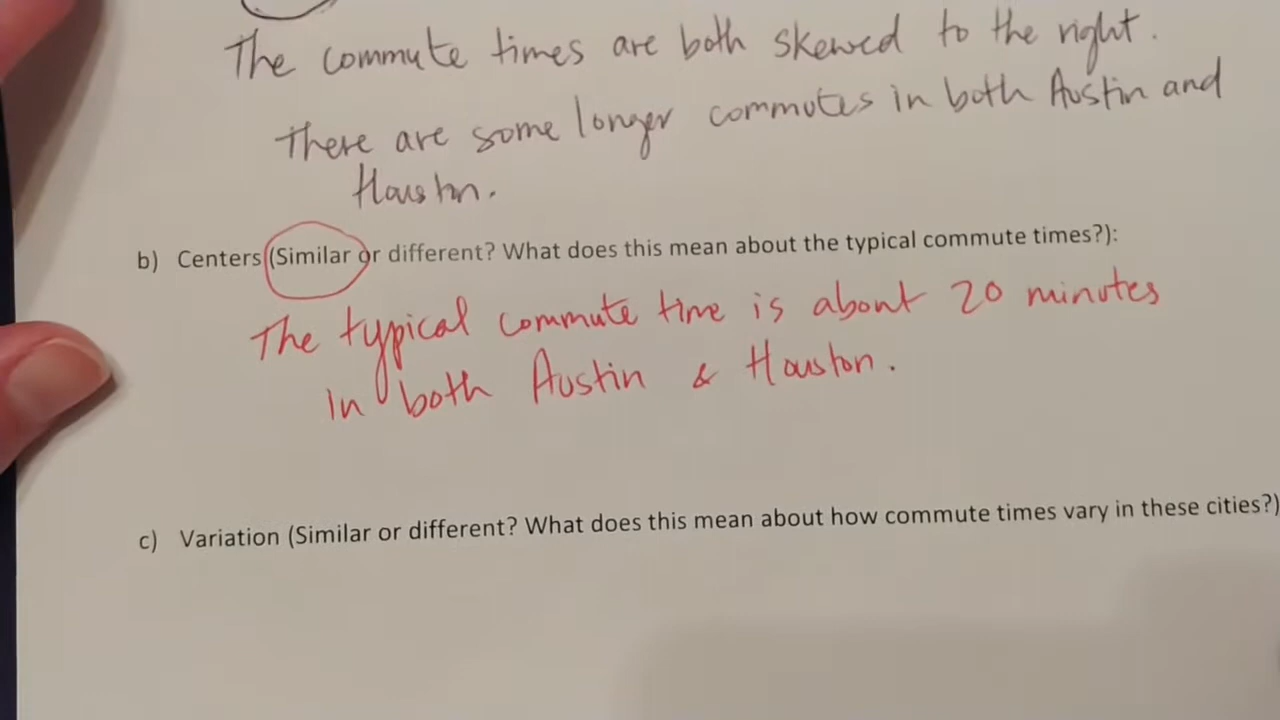 The commute times are both skewed to the right.
There are some longer commutes in both Austin and
Houston.
b) Centers (Similar or different? What does this mean about the typical commute times?):
The typical commute time is about 20 minutes
in both Austin & Houston.
c) Variation (Similar or different? What does this mean about how commute times vary in these cities?)